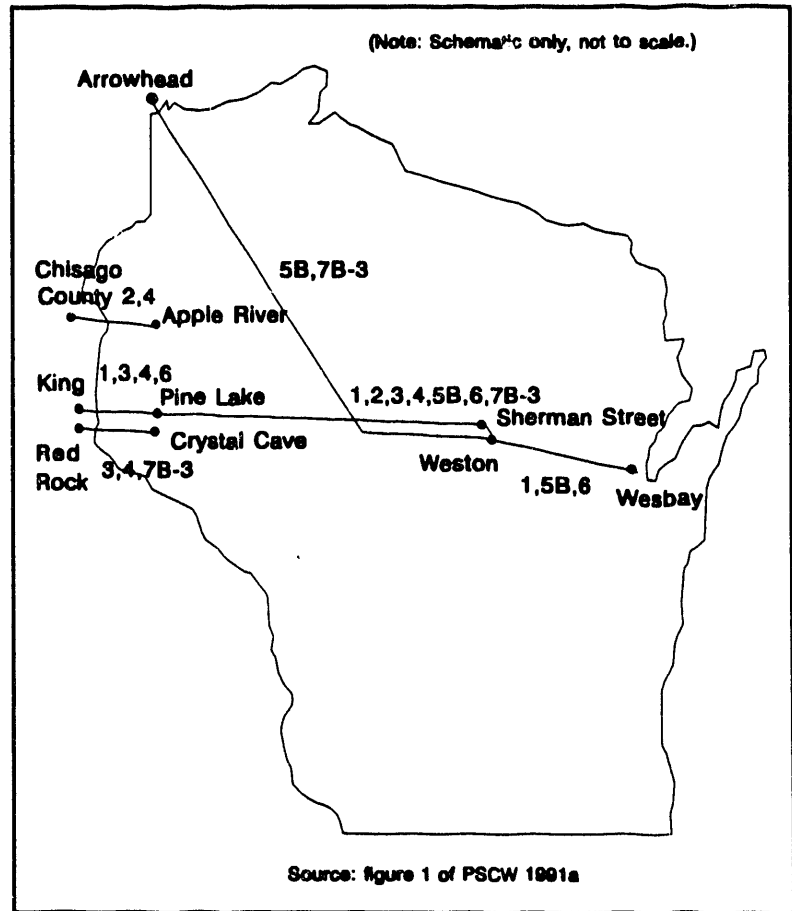 (Note: Schematic only, not to scale.)
Arrowhead
5B,7B-3
Chisago
County 2,4
Apple River
King
1,3,4,6
Pine Lake
1,2,3,4,5B,6,7B-3
Sherman Street
Red
Rock
Crystal Cave
3,4,7B-3
Weston
1,5B,6
Wesbay
Source: figure 1 of PSCW 1991a